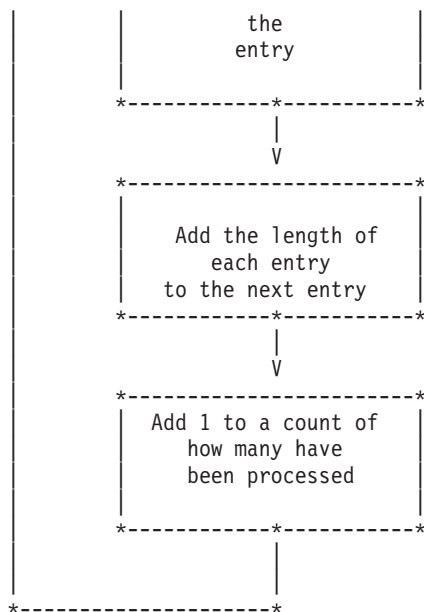 the
entry
V
Add the length of
each entry
to the next entry
V
Add 1 to a count of
how many have
been processed